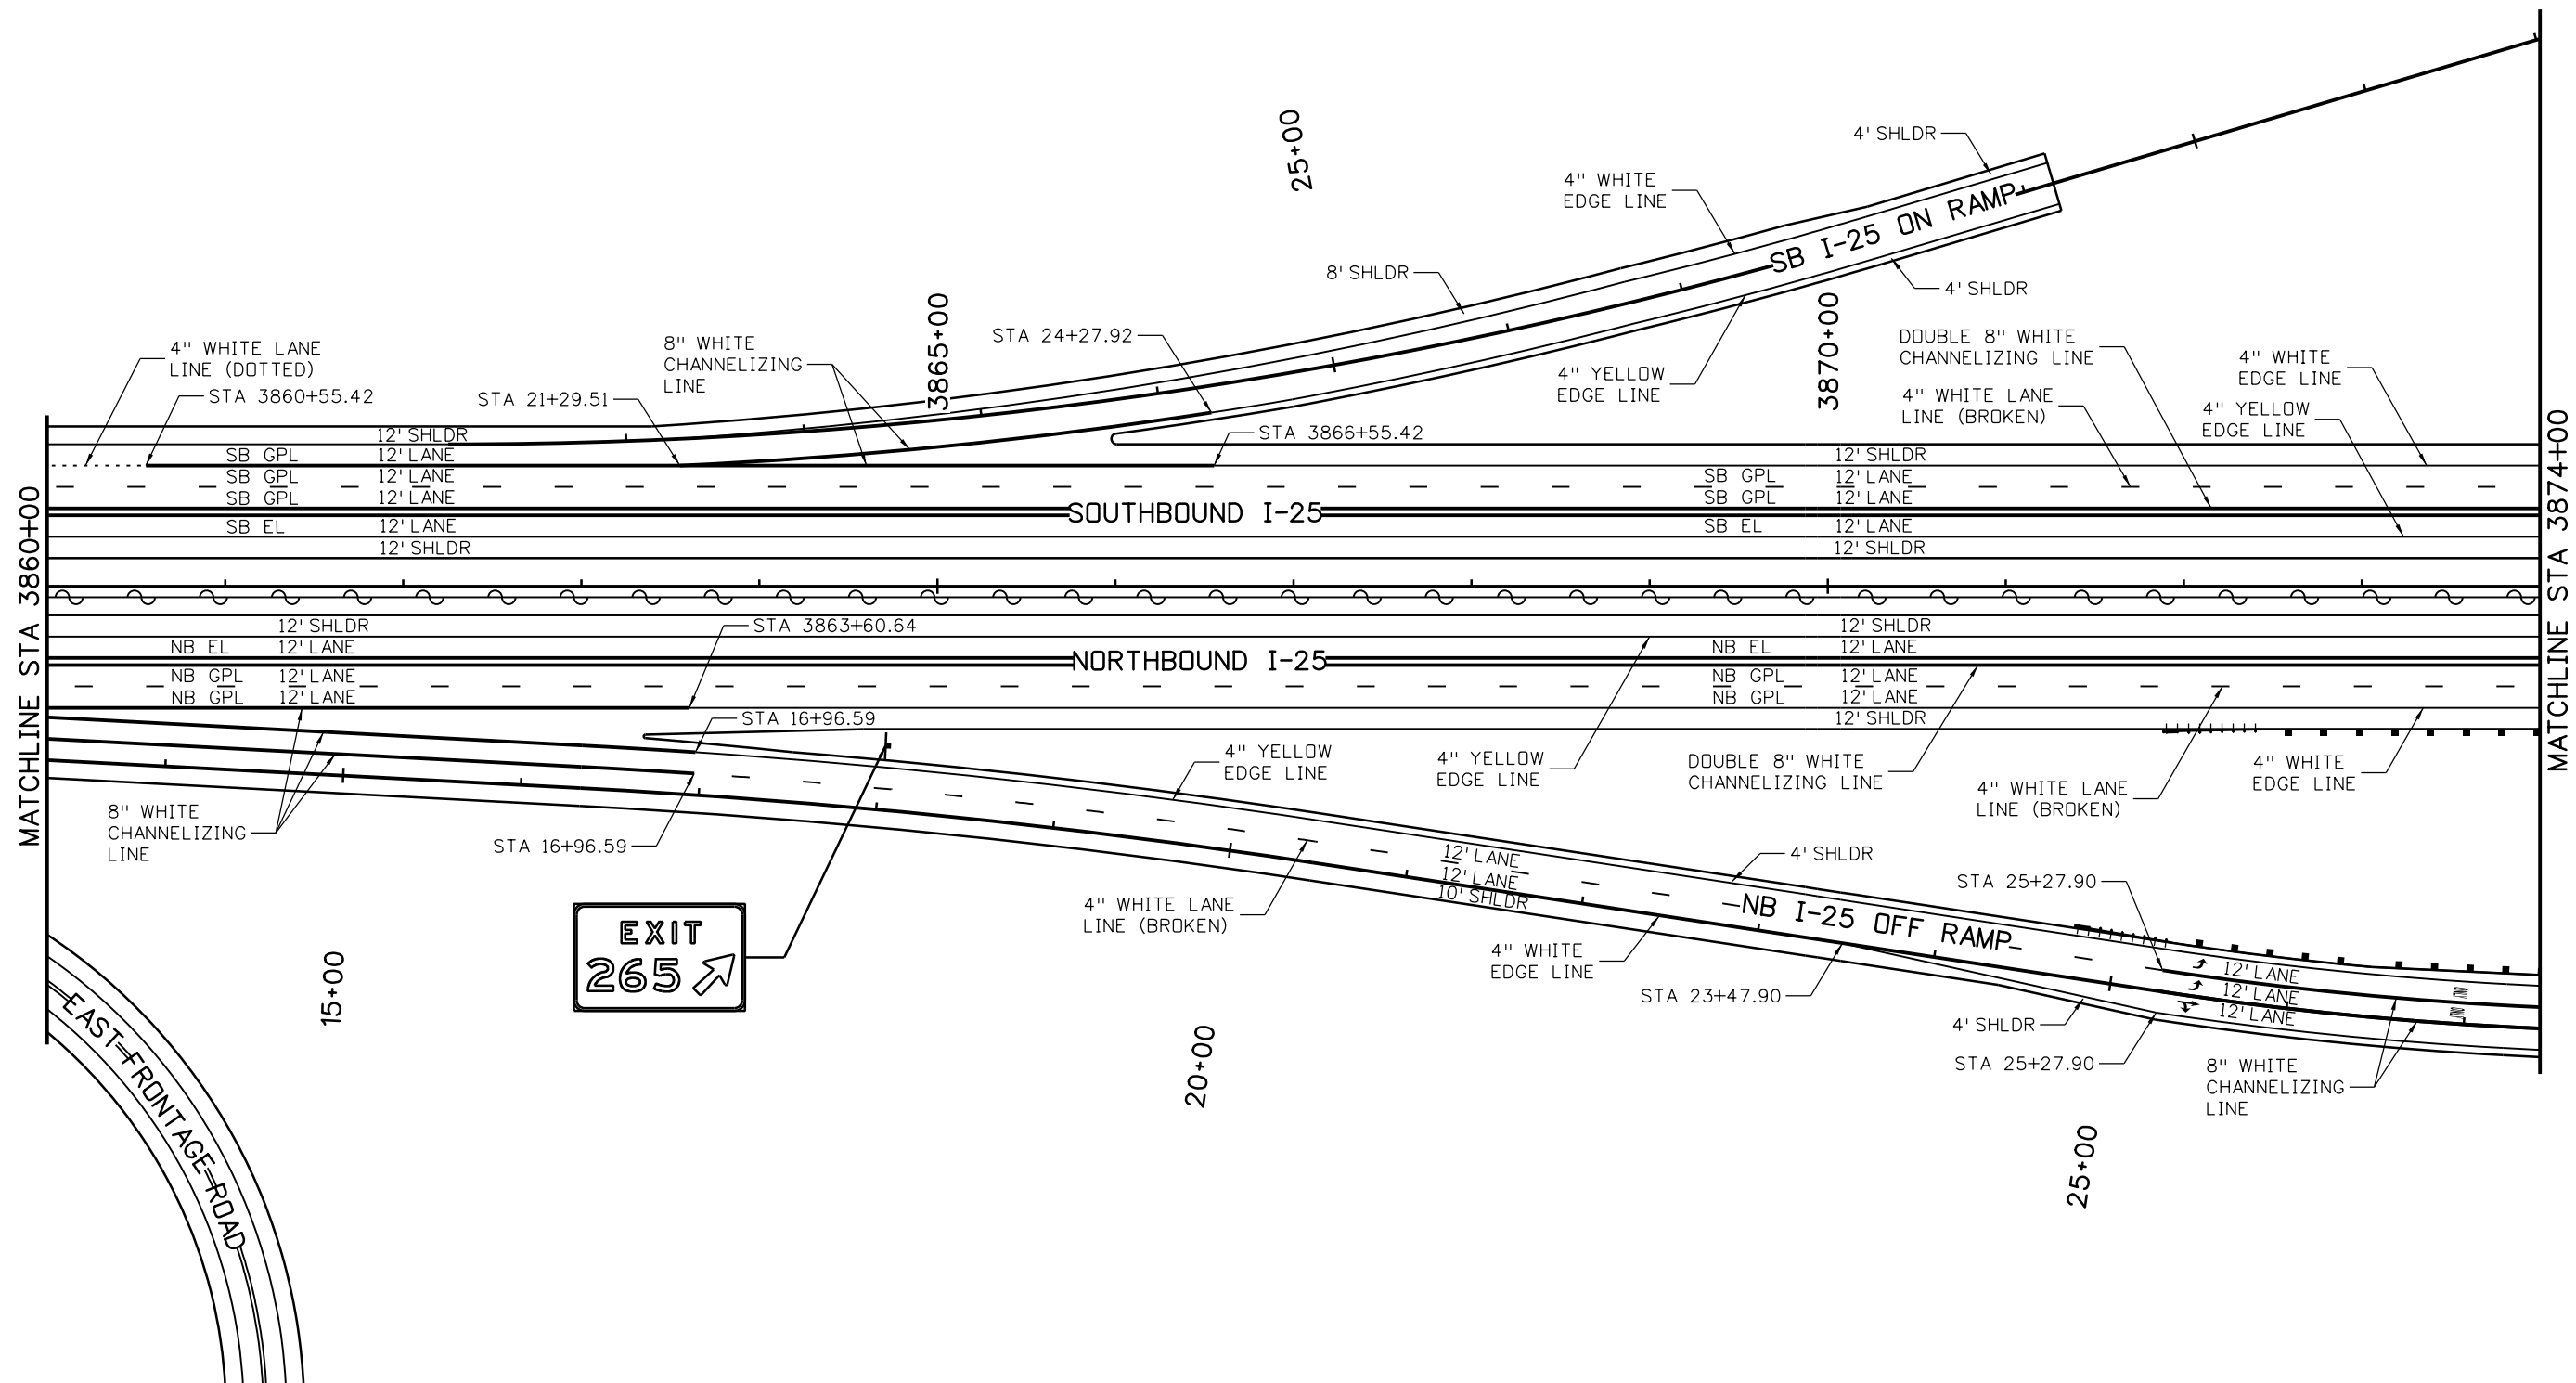 25+00
4' SHLDR
4" WHITE
EDGE LINE
8' SHLDR
SB I-25 ON RAMP
4' SHLDR
3865+00
3870+00
4" WHITE LANE
LINE (DOTTED)
STA 3860+55.42
STA 21+29.51
8" WHITE
CHANNELIZING
LINE
STA 24+27.92
4" YELLOW
EDGE LINE
DOUBLE 8" WHITE
CHANNELIZING LINE
4" WHITE LANE
LINE (BROKEN)
4" WHITE
EDGE LINE
4" YELLOW
EDGE LINE
STA 3866+55.42
12' SHLDR
SB GPL 12' LANE
SB GPL 12' LANE
SB GPL 12' LANE
SB EL 12' LANE
12' SHLDR
SOUTHBOUND I-25
12' SHLDR
SB GPL 12' LANE
SB GPL 12' LANE
SB EL 12' LANE
12' SHLDR
MATCHLINE STA 3860+00
MATCHLINE STA 3874+00
12' SHLDR
NB EL 12' LANE
NB GPL 12' LANE
NB GPL 12' LANE
STA 3863+60.64
NORTHBOUND I-25
12' SHLDR
NB EL 12' LANE
NB GPL 12' LANE
NB GPL 12' LANE
12' SHLDR
STA 16+96.59
4" YELLOW
EDGE LINE
4" YELLOW
EDGE LINE
DOUBLE 8" WHITE
CHANNELIZING LINE
4" WHITE LANE
LINE (BROKEN)
4" WHITE
EDGE LINE
8" WHITE
CHANNELIZING
LINE
STA 16+96.59
12' LANE
12' LANE
10' SHLDR
4' SHLDR
STA 25+27.90
4" WHITE LANE
LINE (BROKEN)
NB I-25 OFF RAMP
EXIT
265
4" WHITE
EDGE LINE
STA 23+47.90
12' LANE
12' LANE
12' LANE
ONLY
ONLY
4' SHLDR
STA 25+27.90
8" WHITE
CHANNELIZING
LINE
15+00
20+00
25+00
EAST FRONTAGE ROAD